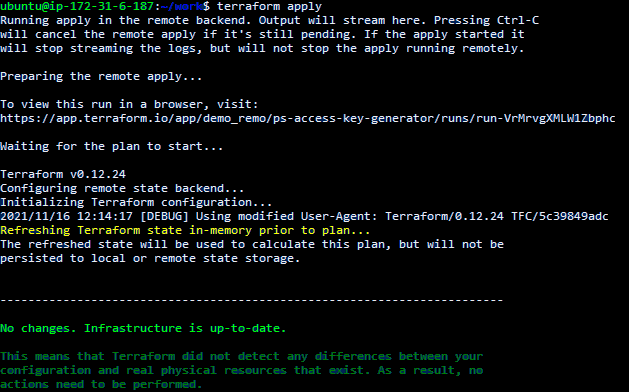 ubuntu@ip-172-31-6-187:~/work$ terraform apply
Running apply in the remote backend. Output will stream here. Pressing Ctrl-C
will cancel the remote apply if it's still pending. If the apply started it
will stop streaming the logs, but will not stop the apply running remotely.
Preparing the remote apply...
To view this run in a browser, visit:
https://app.terraform.io/app/demo_remo/ps-access-key-generator/runs/run-VrMrvgXMLW1Zbphc
Waiting for the plan to start...
Terraform v0.12.24
Configuring remote state backend...
Initializing Terraform configuration...
2021/11/16 12:14:17 [DEBUG] Using modified User-Agent: Terraform/0.12.24 TFC/5c39849adc
Refreshing Terraform state in-memory prior to plan...
The refreshed state will be used to calculate this plan, but will not be
persisted to local or remote state storage.
------------------------------------------------------------------------
No changes. Infrastructure is up-to-date.
This means that Terraform did not detect any differences between your
configuration and real physical resources that exist. As a result, no
actions need to be performed.